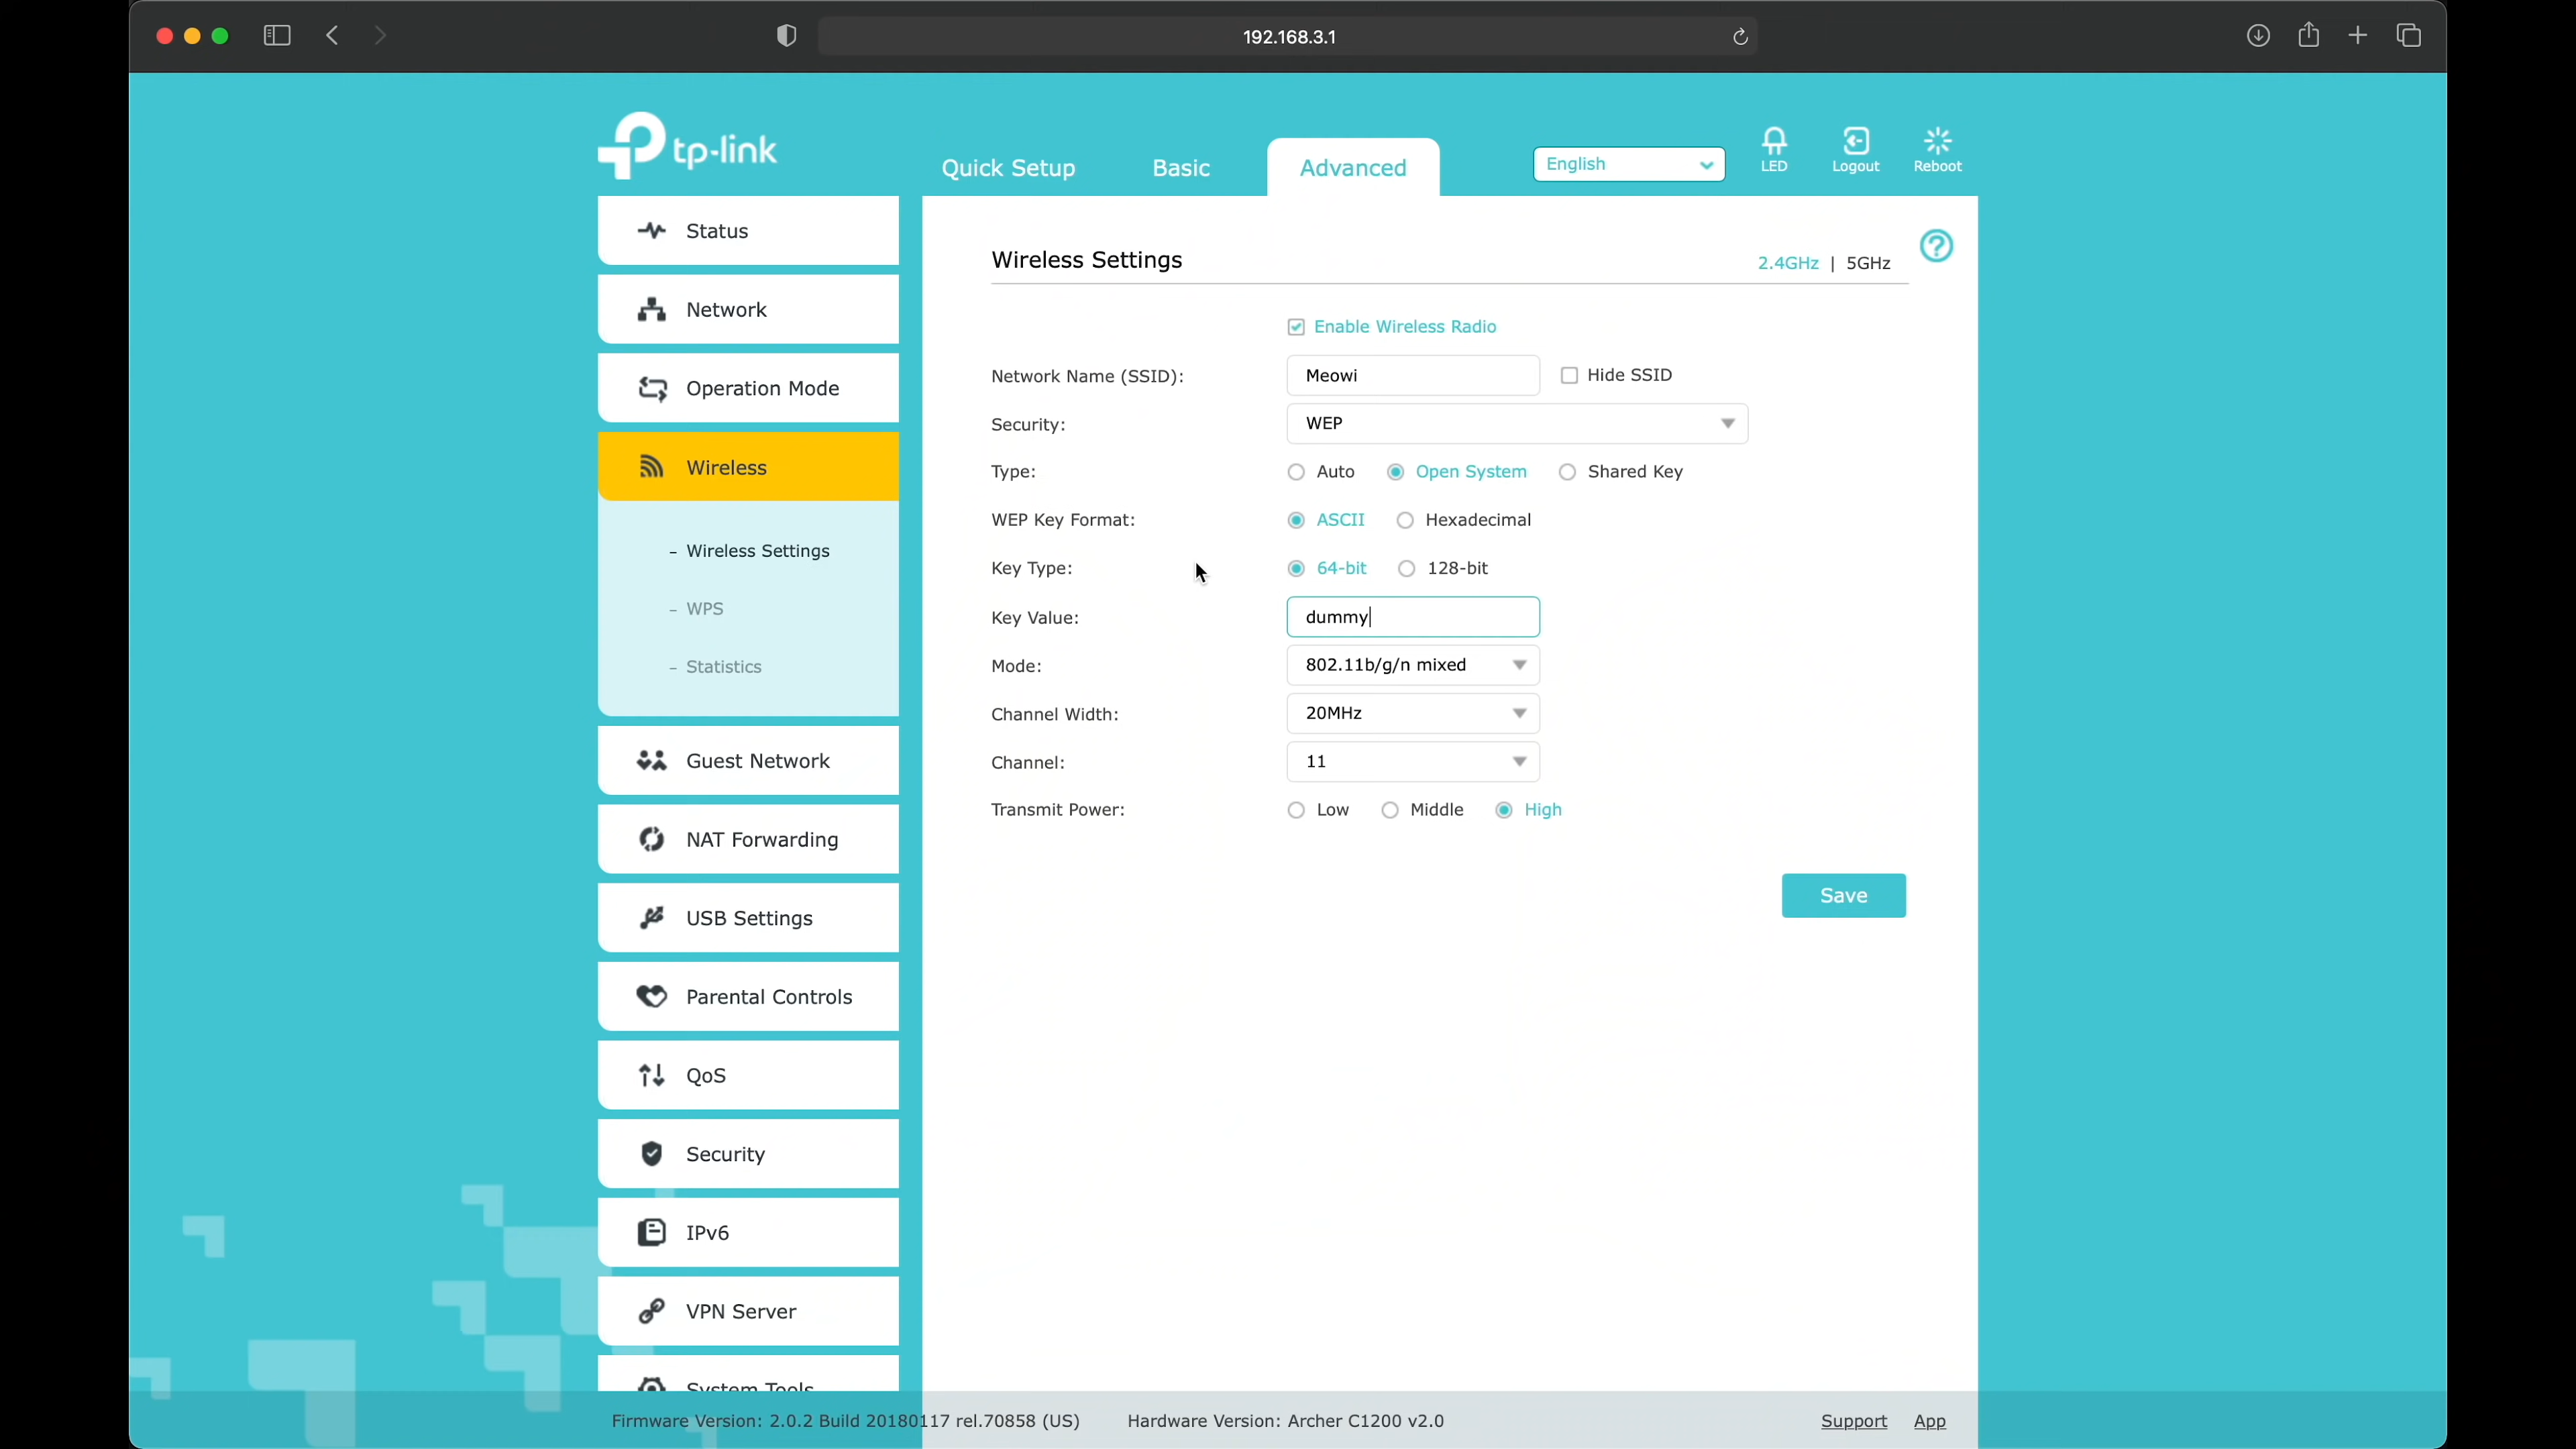 192.168.3.1
tp-link
Quick Setup
Basic
Advanced
English
LED
Logout
Reboot
Status
Network
Operation Mode
Wireless
- Wireless Settings
- WPS
- Statistics
Guest Network
NAT Forwarding
USB Settings
Parental Controls
QoS
Security
IPv6
VPN Server
System Tools
Wireless Settings
2.4GHz | 5GHz
Enable Wireless Radio
Network Name (SSID): Meowi Hide SSID
Security: WEP
Type: Auto Open System Shared Key
WEP Key Format: ASCII Hexadecimal
Key Type: 64-bit 128-bit
Key Value: dummy
Mode: 802.11b/g/n mixed
Channel Width: 20MHz
Channel: 11
Transmit Power: Low Middle High
Save
Firmware Version: 2.0.2 Build 20180117 rel.70858 (US) Hardware Version: Archer C1200 v2.0 Support App